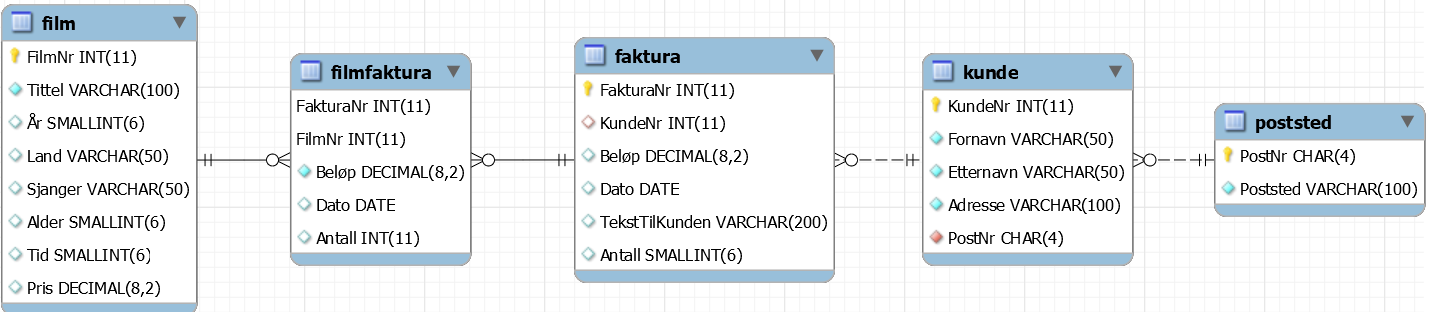 film
FilmNr INT(11)
Tittel VARCHAR(100)
År SMALLINT(6)
Land VARCHAR(50)
Sjanger VARCHAR(50)
Alder SMALLINT(6)
Tid SMALLINT(6)
Pris DECIMAL(8,2)
filmfaktura
FakturaNr INT(11)
FilmNr INT(11)
Beløp DECIMAL(8,2)
Dato DATE
Antall INT(11)
faktura
FakturaNr INT(11)
KundeNr INT(11)
Beløp DECIMAL(8,2)
Dato DATE
TekstTilKunden VARCHAR(200)
Antall SMALLINT(6)
kunde
KundeNr INT(11)
Fornavn VARCHAR(50)
Etternavn VARCHAR(50)
Adresse VARCHAR(100)
PostNr CHAR(4)
poststed
PostNr CHAR(4)
Poststed VARCHAR(100)